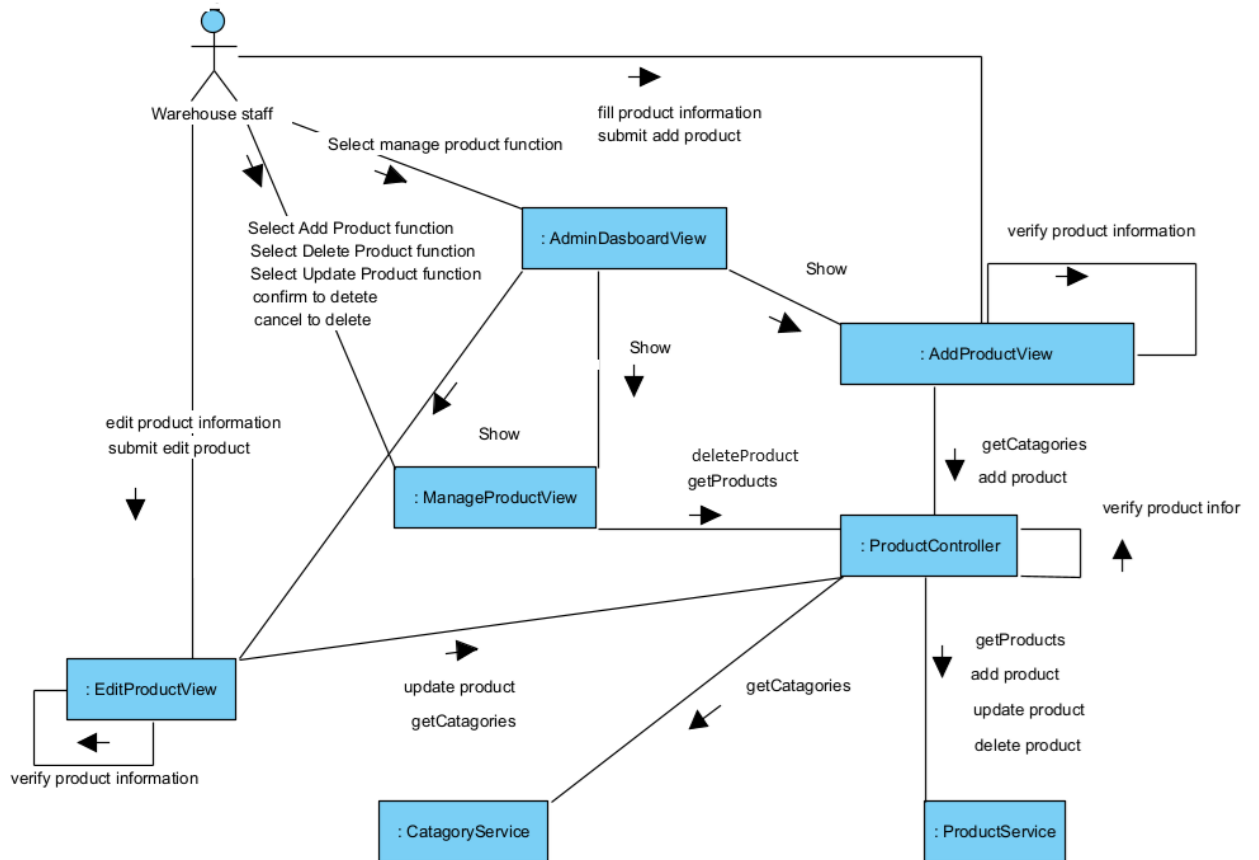 Warehouse staff
fill product information
submit add product
Select manage product function
Select Add Product function
Select Delete Product function
Select Update Product function
confirm to detete
cancel to delete
: AdminDasboardView
verify product information
Show
: AddProductView
Show
edit product information
submit edit product
Show
deleteProduct
getProducts
getCatagories
add product
: ManageProductView
verify product infor
: ProductController
getProducts
add product
update product
delete product
: EditProductView
update product
getCatagories
getCatagories
verify product information
: CatagoryService
: ProductService